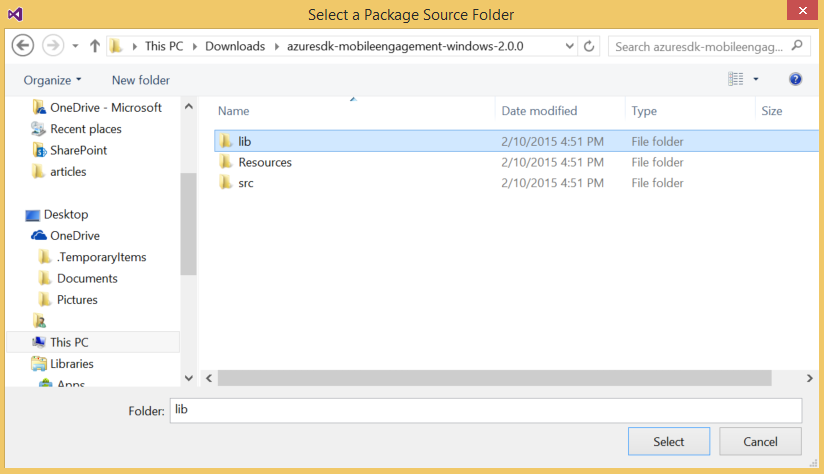 Select a Package Source Folder
This PC Downloads azuresdk-mobileengagement-windows-2.0.0 Search azuresdk-mobileengag...
Organize New folder
Name Date modified Type Size
OneDrive - Microsoft
Recent places
SharePoint
articles
Desktop
OneDrive
.TemporaryItems
Documents
Pictures
This PC
Libraries
Apps
lib 2/10/2015 4:51 PM File folder
Resources 2/10/2015 4:51 PM File folder
src 2/10/2015 4:51 PM File folder
Folder: lib
Select Cancel